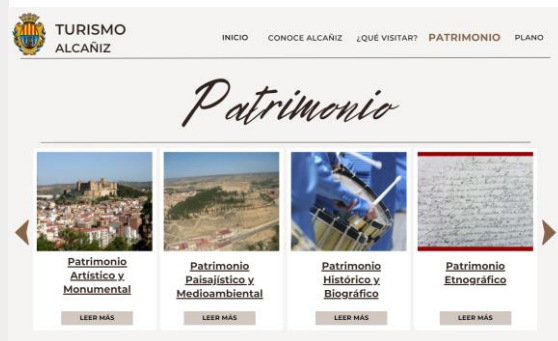 TURISMO
ALCAÑIZ
INICIO CONOCE ALCAÑIZ ¿QUÉ VISITAR? PATRIMONIO PLANO
Patrimonio
Patrimonio
Artístico y
Monumental
LEER MÁS
Patrimonio
Paisajístico y
Medioambiental
LEER MÁS
Patrimonio
Histórico y
Biográfico
LEER MÁS
Patrimonio
Etnográfico
LEER MÁS